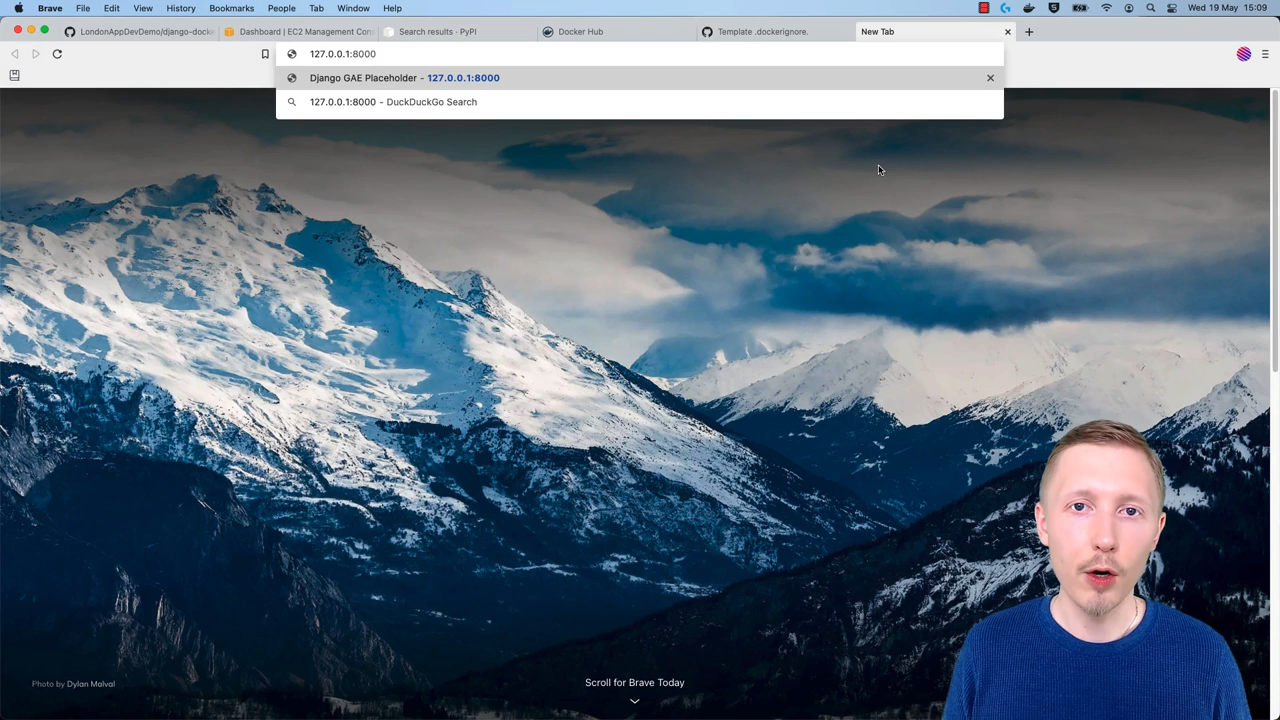 Brave File Edit View History Bookmarks People Tab Window Help
Wed 19 May 15:09
LondonAppDevDemo/django-docke
Dashboard | EC2 Management Con
Search results · PyPI
Docker Hub
Template .dockerignore.
New Tab
127.0.0.1:8000
Django GAE Placeholder - 127.0.0.1:8000
127.0.0.1:8000 - DuckDuckGo Search
Photo by Dylan Malval
Scroll for Brave Today